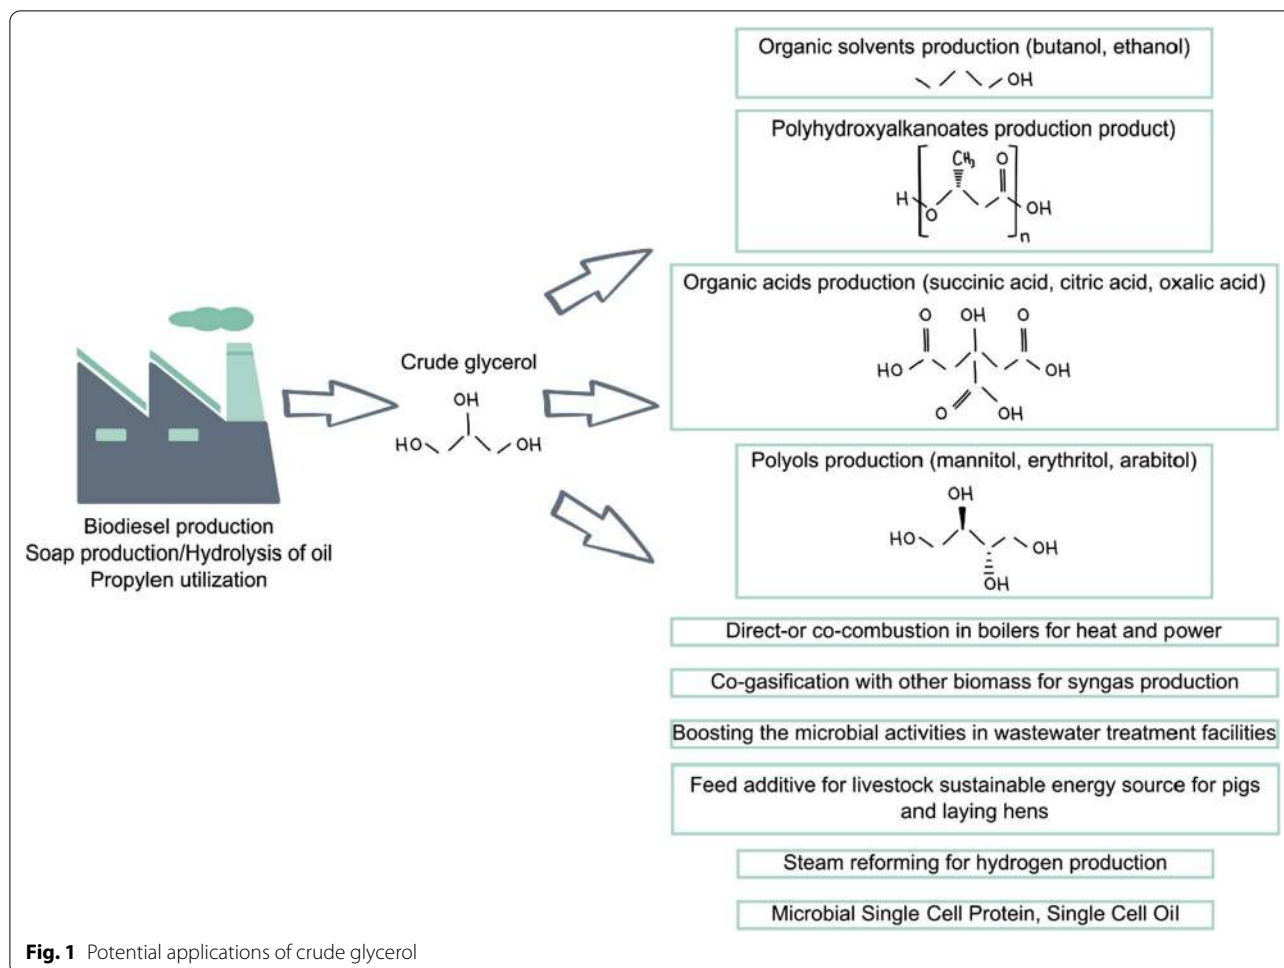 Organic solvents production (butanol, ethanol)
OH
Polyhydroxyalkanoates production product)
CH3
O
H
O
OH
n
Organic acids production (succinic acid, citric acid, oxalic acid)
O
OH
O
HO
OH
O
OH
Crude glycerol
OH
HO
OH
Biodiesel production
Soap production/Hydrolysis of oil
Propylen utilization
Polyols production (mannitol, erythritol, arabitol)
OH
HO
OH
OH
Direct-or co-combustion in boilers for heat and power
Co-gasification with other biomass for syngas production
Boosting the microbial activities in wastewater treatment facilities
Feed additive for livestock sustainable energy source for pigs
and laying hens
Steam reforming for hydrogen production
Microbial Single Cell Protein, Single Cell Oil
Fig. 1 Potential applications of crude glycerol